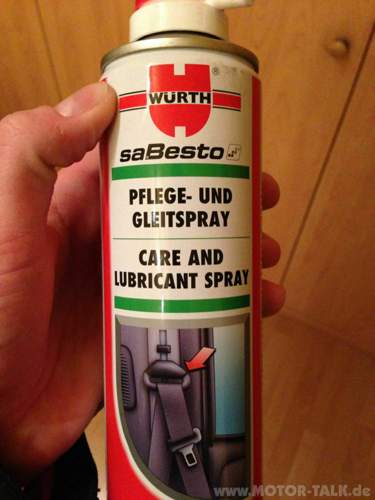 WÜRTH
®
saBesto
PFLEGE- UND
GLEITSPRAY
CARE AND
LUBRICANT SPRAY
www.MOTOR-TALK.de